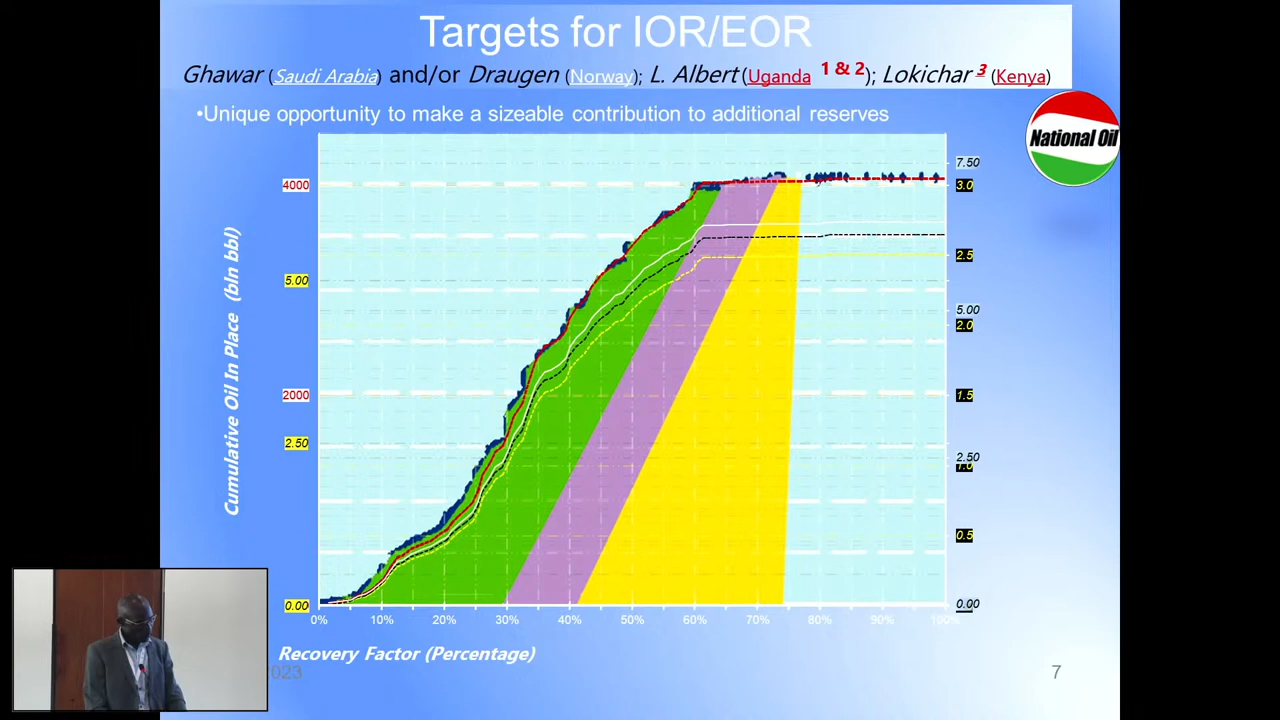 Targets for IOR/EOR
Ghawar (Saudi Arabia) and/or Draugen (Norway); L. Albert (Uganda 1 & 2); Lokichar 3 (Kenya)
•Unique opportunity to make a sizeable contribution to additional reserves
National Oil
7.50
4000
3.0
2.5
5.00
5.00
2.0
2000
1.5
2.50
2.50
1.0
0.5
0.00
0.00
Cumulative Oil In Place (bln bbl)
0% 10% 20% 30% 40% 50% 60% 70% 80% 90% 100%
Recovery Factor (Percentage)
2023
7